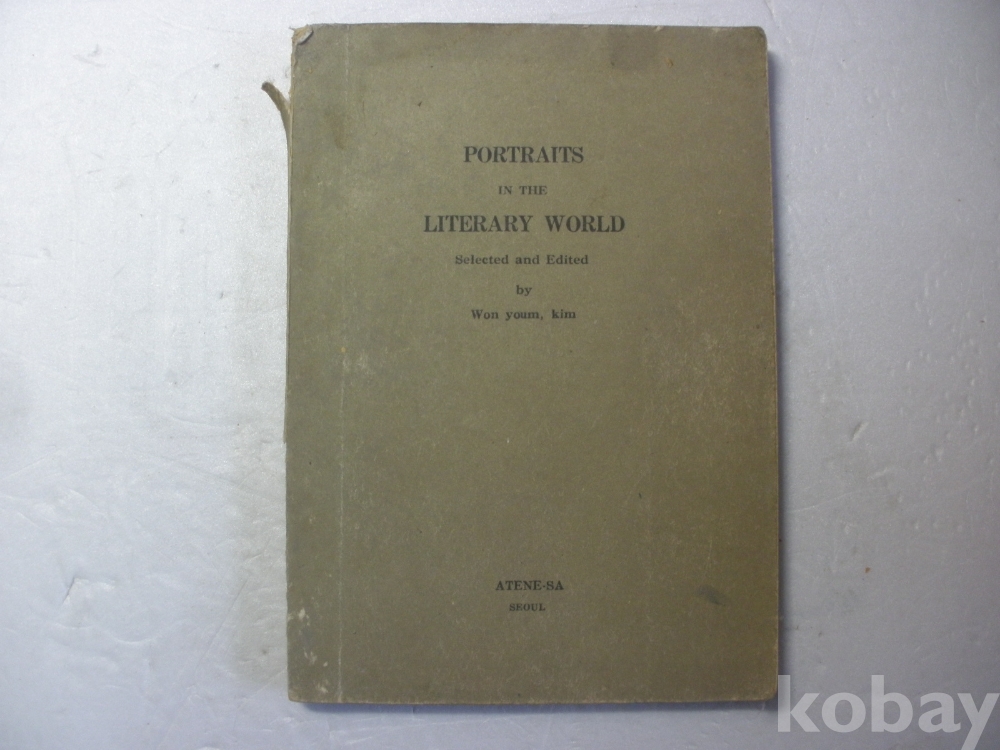 PORTRAITS
IN THE
LITERARY WORLD
Selected and Edited
by
Won youm, kim
ATENE-SA
SEOUL
kobay